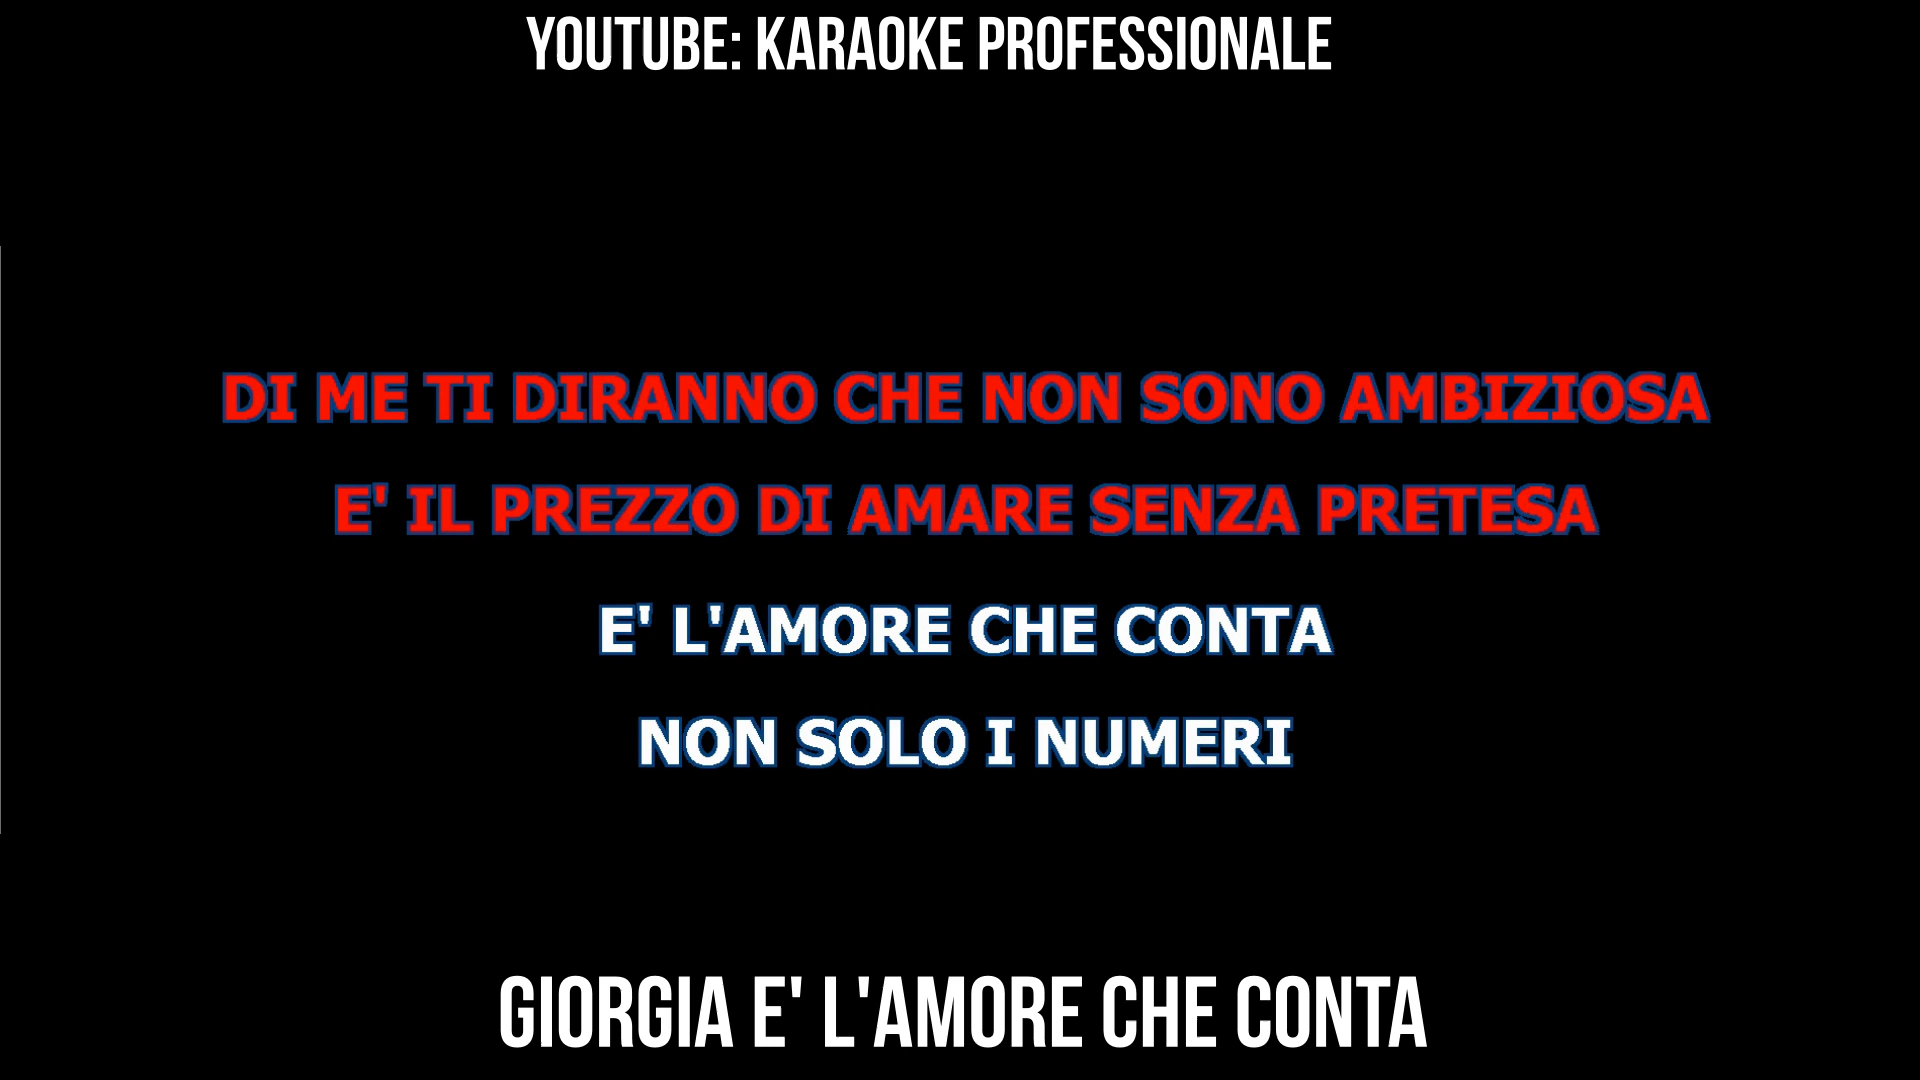 YOUTUBE: KARAOKE PROFESSIONALE
DI ME TI DIRANNO CHE NON SONO AMBIZIOSA
E' IL PREZZO DI AMARE SENZA PRETESA
E' L'AMORE CHE CONTA
NON SOLO I NUMERI
GIORGIA E' L'AMORE CHE CONTA